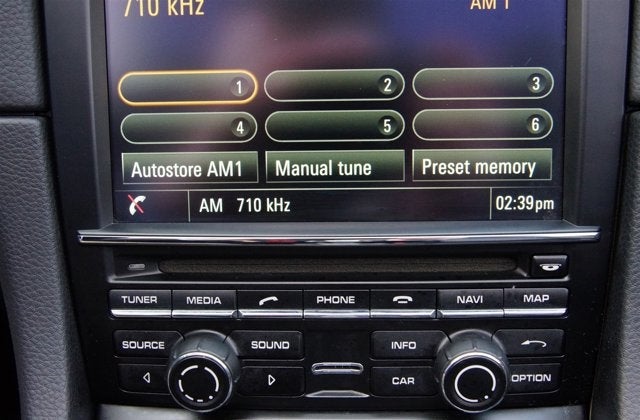 710 kHz AM 1
1 2 3
4 5 6
Autostore AM1 Manual tune Preset memory
AM 710 kHz 02:39pm
TUNER MEDIA PHONE NAVI MAP
SOURCE SOUND INFO
CAR OPTION